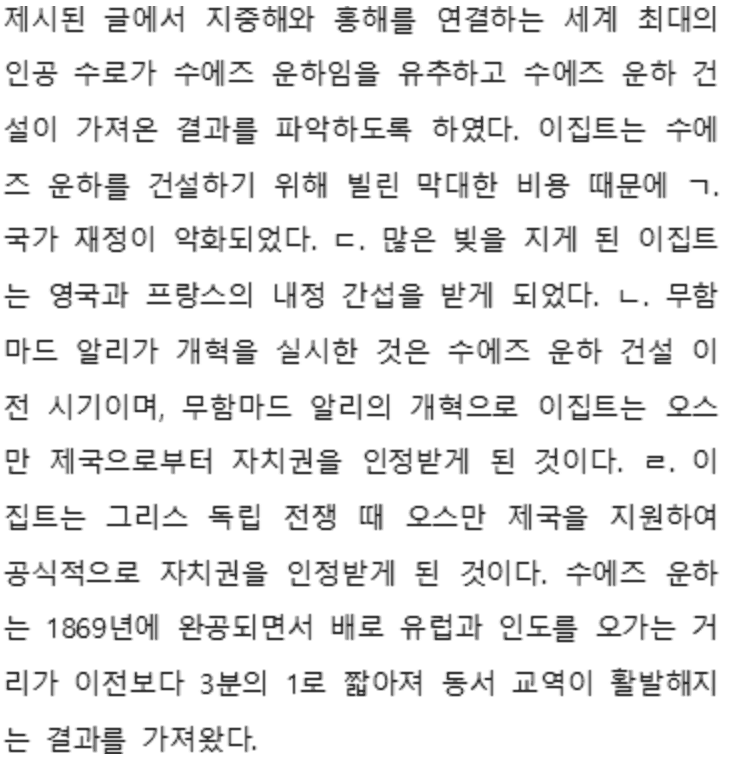 제시된 글에서 지중해와 홍해를 연결하는 세계 최대의
인공 수로가 수에즈 운하임을 유추하고 수에즈 운하 건
설이 가져온 결과를 파악하도록 하였다. 이집트는 수에
즈 운하를 건설하기 위해 빌린 막대한 비용 때문에 ㄱ.
국가 재정이 악화되었다. ㄷ. 많은 빚을 지게 된 이집트
는 영국과 프랑스의 내정 간섭을 받게 되었다. ㄴ. 무함
마드 알리가 개혁을 실시한 것은 수에즈 운하 건설 이
전 시기이며, 무함마드 알리의 개혁으로 이집트는 오스
만 제국으로부터 자치권을 인정받게 된 것이다. ㄹ. 이
집트는 그리스 독립 전쟁 때 오스만 제국을 지원하여
공식적으로 자치권을 인정받게 된 것이다. 수에즈 운하
는 1869년에 완공되면서 배로 유럽과 인도를 오가는 거
리가 이전보다 3분의 1로 짧아져 동서 교역이 활발해지
는 결과를 가져왔다.